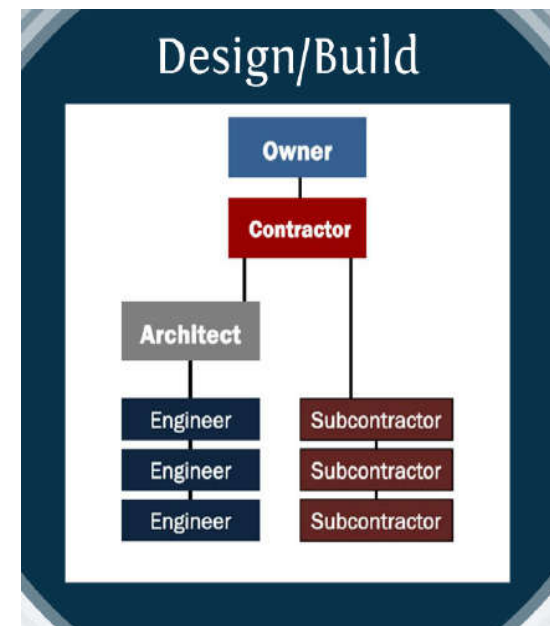 Design/Build
Owner
Contractor
Architect
Engineer
Subcontractor
Engineer
Subcontractor
Engineer
Subcontractor